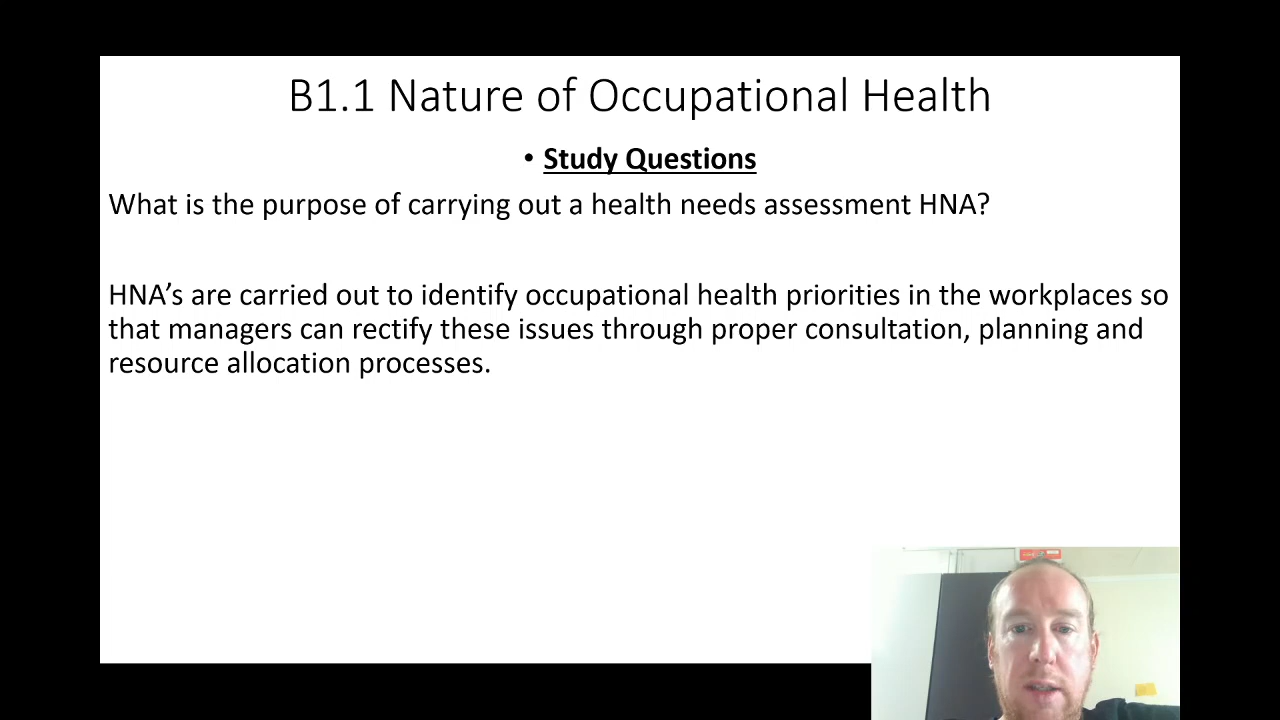 B1.1 Nature of Occupational Health
• Study Questions
What is the purpose of carrying out a health needs assessment HNA?
HNA’s are carried out to identify occupational health priorities in the workplaces so
that managers can rectify these issues through proper consultation, planning and
resource allocation processes.